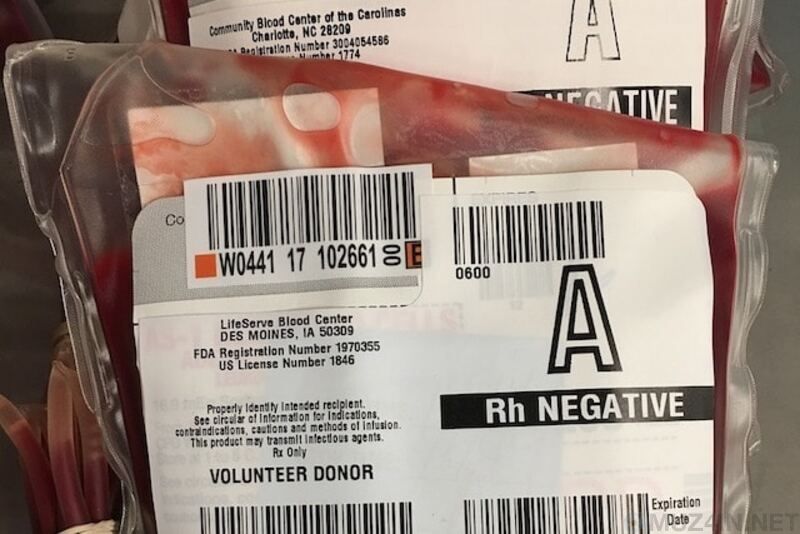 Community Blood Center of the Carolinas
Charlotte, NC 28209
Registration Number 3004054586
1774
A
NEGATIVE
Co
W0441 17 102661 00 E
0600
A
Rh NEGATIVE
LifeServe Blood Center
DES MOINES, IA 50309
FDA Registration Number 1970355
US License Number 1846
Properly identify intended recipient.
See circular of information for indications,
contraindications, cautions and methods of infusion.
This product may transmit infectious agents.
Rx Only
VOLUNTEER DONOR
Expiration
Date